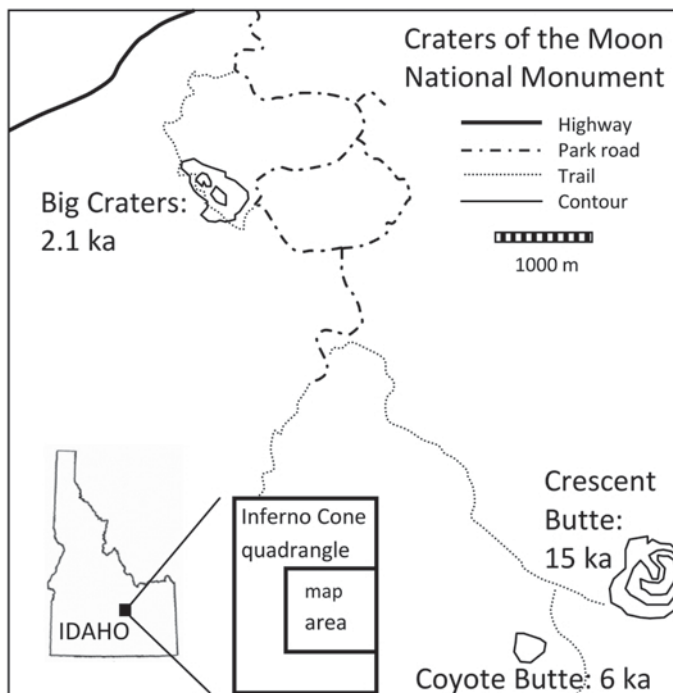 Craters of the Moon
National Monument
Highway
Park road
Trail
Contour
1000 m
Big Craters:
2.1 ka
Crescent
Butte:
15 ka
Inferno Cone
quadrangle
map
area
IDAHO
Coyote Butte: 6 ka